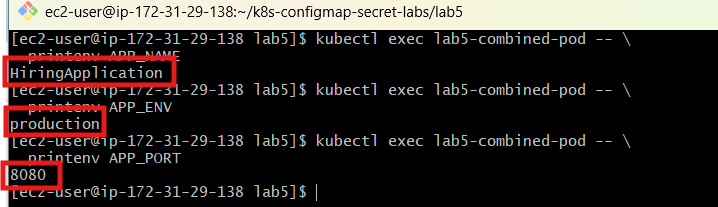 ec2-user@ip-172-31-29-138:~/k8s-configmap-secret-labs/lab5
[ec2-user@ip-172-31-29-138 lab5]$ kubectl exec lab5-combined-pod -- \
  printenv APP_NAME
HiringApplication
[ec2-user@ip-172-31-29-138 lab5]$ kubectl exec lab5-combined-pod -- \
  printenv APP_ENV
production
[ec2-user@ip-172-31-29-138 lab5]$ kubectl exec lab5-combined-pod -- \
  printenv APP_PORT
8080
[ec2-user@ip-172-31-29-138 lab5]$